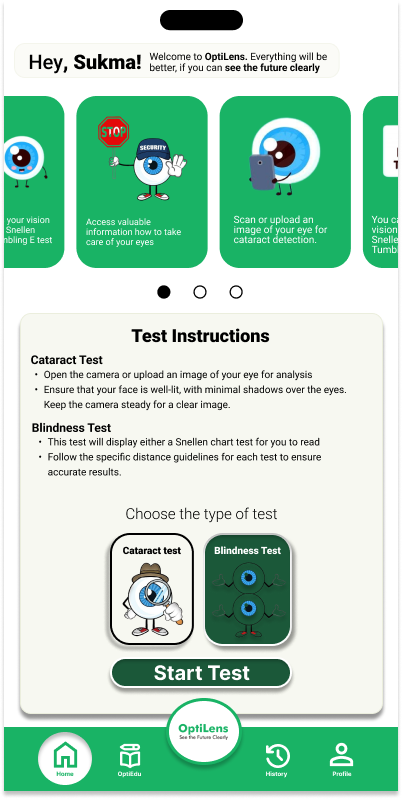 Hey, Sukma!
Welcome to OptiLens. Everything will be
better, if you can see the future clearly
STOP
SECURITY
your vision
Snellen
mbling E test
Access valuable
information how to take
care of your eyes
Scan or upload an
image of your eye for
cataract detection.
You ca
vision
Snelle
Tumb
Test Instructions
Cataract Test
• Open the camera or upload an image of your eye for analysis
• Ensure that your face is well-lit, with minimal shadows over the eyes.
Keep the camera steady for a clear image.
Blindness Test
• This test will display either a Snellen chart test for you to read
• Follow the specific distance guidelines for each test to ensure
accurate results.
Choose the type of test
Cataract test
Blindness Test
Start Test
OptiLens
See the Future Clearly
Home
OptiEdu
History
Profile